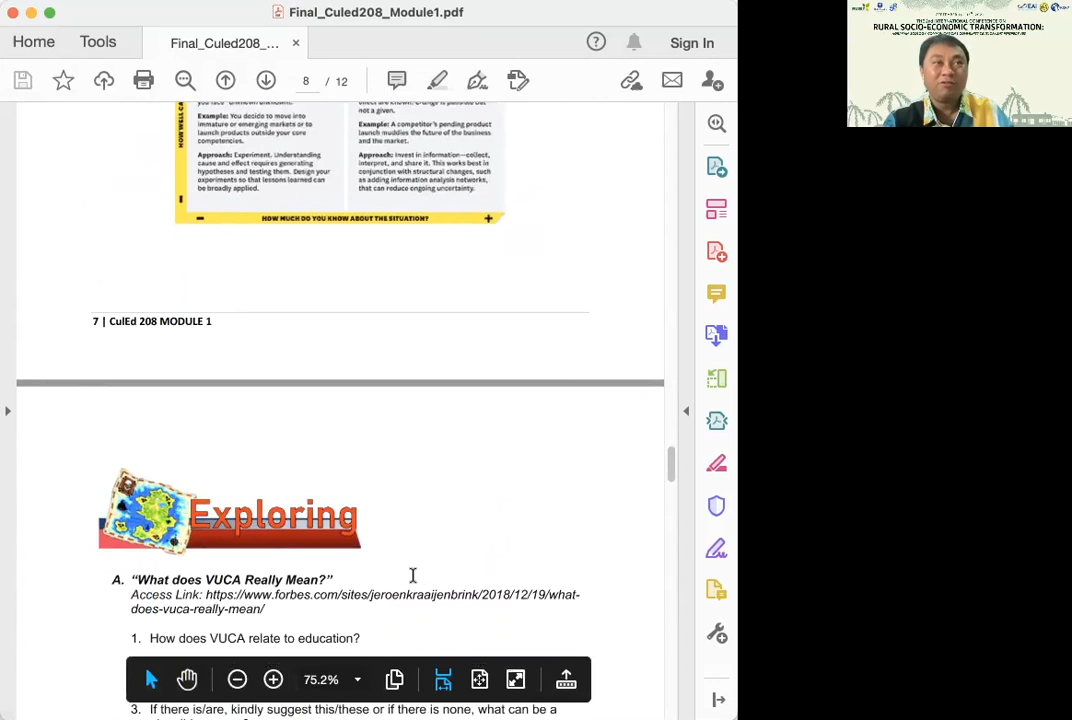 Final_Culed208_Module1.pdf
Home
Tools
Final_Culed208_... ×
Sign In
8 / 12
Example: You decide to move into
immature or emerging markets or to
launch products outside your core
competencies.
Approach: Experiment. Understanding
cause and effect requires generating
hypotheses and testing them. Design your
experiments so that lessons learned can
be broadly applied.
not a given.
Example: A competitor's pending product
launch muddies the future of the business
and the market.
Approach: Invest in information—collect,
interpret, and share it. This works best in
conjunction with structural changes, such
as adding information analysis networks,
that can reduce ongoing uncertainty.
HOW WELL CA
– HOW MUCH DO YOU KNOW ABOUT THE SITUATION? +
7 | CulEd 208 MODULE 1
Exploring
A. “What does VUCA Really Mean?”
Access Link: https://www.forbes.com/sites/jeroenkraaijenbrink/2018/12/19/what-
does-vuca-really-mean/
1. How does VUCA relate to education?
75.2%
3. If there is/are, kindly suggest this/these or if there is none, what can be a
RURAL SOCIO-ECONOMIC TRANSFORMATION: